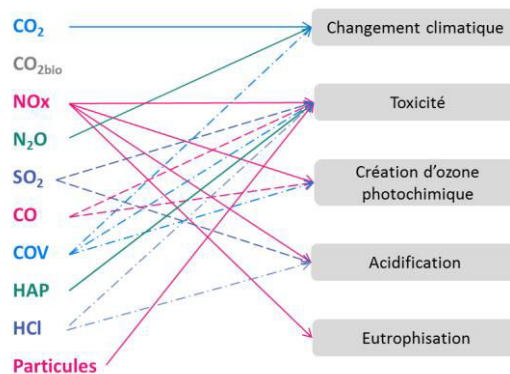 CO₂
CO₂bio
NOx
N₂O
SO₂
CO
COV
HAP
HCl
Particules
Changement climatique
Toxicité
Création d'ozone
photochimique
Acidification
Eutrophisation